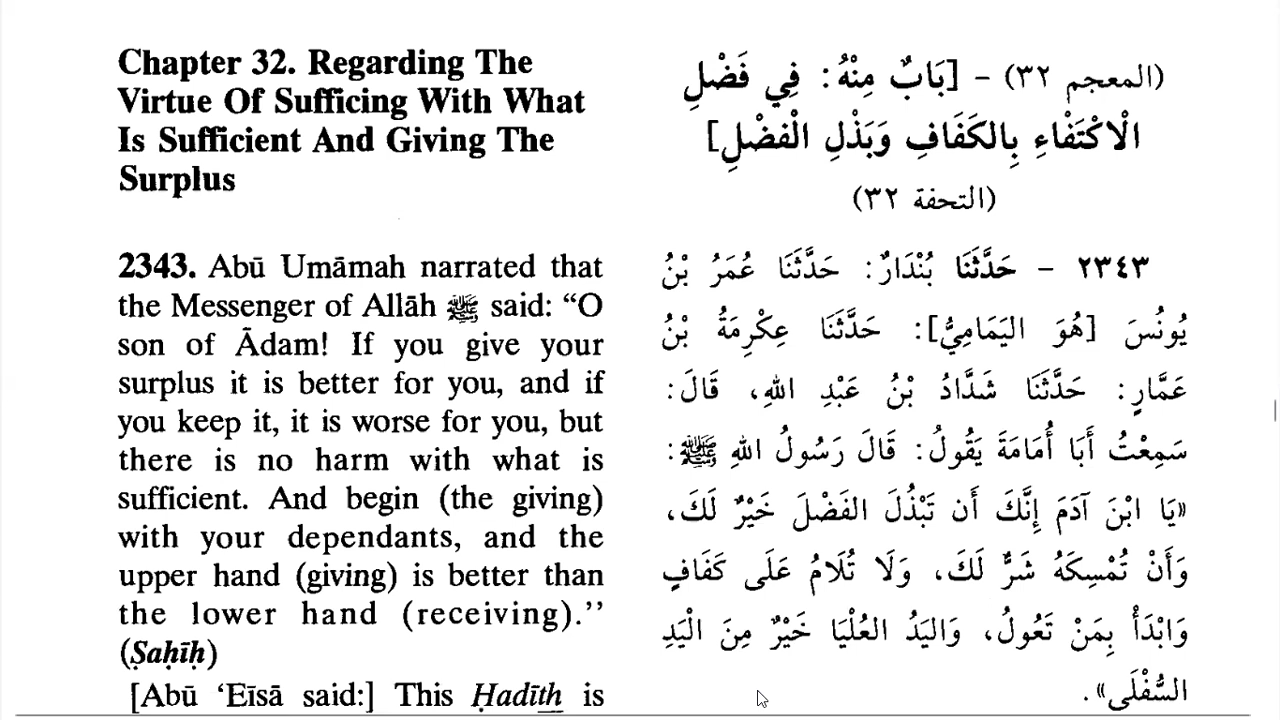 Chapter 32. Regarding The
Virtue Of Sufficing With What
Is Sufficient And Giving The
Surplus
2343. Abū Umāmah narrated that
the Messenger of Allāh ﷺ said: “O
son of Ādam! If you give your
surplus it is better for you, and if
you keep it, it is worse for you, but
there is no harm with what is
sufficient. And begin (the giving)
with your dependants, and the
upper hand (giving) is better than
the lower hand (receiving).’’
(Ṣaḥīḥ)
[Abū ‘Eīsā said:] This Ḥadīth is
(المعجم ٣٢) - [بَابٌ مِنْهُ: فِي فَضْلِ
الْاكْتَفْاءِ بِالكَفَافِ وَبَذْلِ الْفَضْلِ]
(التحفة ٣٢)
٢٣٤٣ - حَدَّثَنَا بُنْدَارٌ: حَدَّثَنَا عُمَرُ بْنُ
يُونُسَ [هُوَ اليَمَامِيُّ]: حَدَّثَنَا عِكْرِمَةُ بْنُ
عَمَّارٍ: حَدَّثَنَا شَدَّادُ بْنُ عَبْدِ اللهِ، قَالَ:
سَمِعْتُ أَبَا أُمَامَةَ يَقُولُ: قَالَ رَسُولُ اللهِ ﷺ:
«يَا ابْنَ آدَمَ إِنَّكَ أَن تَبْذُلَ الفَضْلَ خَيْرٌ لَكَ،
وَأَنْ تُمْسِكَهُ شَرٌّ لَكَ، وَلَا تُلَامُ عَلَى كَفَافٍ
وَابْدَأْ بِمَنْ تَعُولُ، وَاليَدُ العُلْيَا خَيْرٌ مِنَ الْيَدِ
السُّفْلَى».